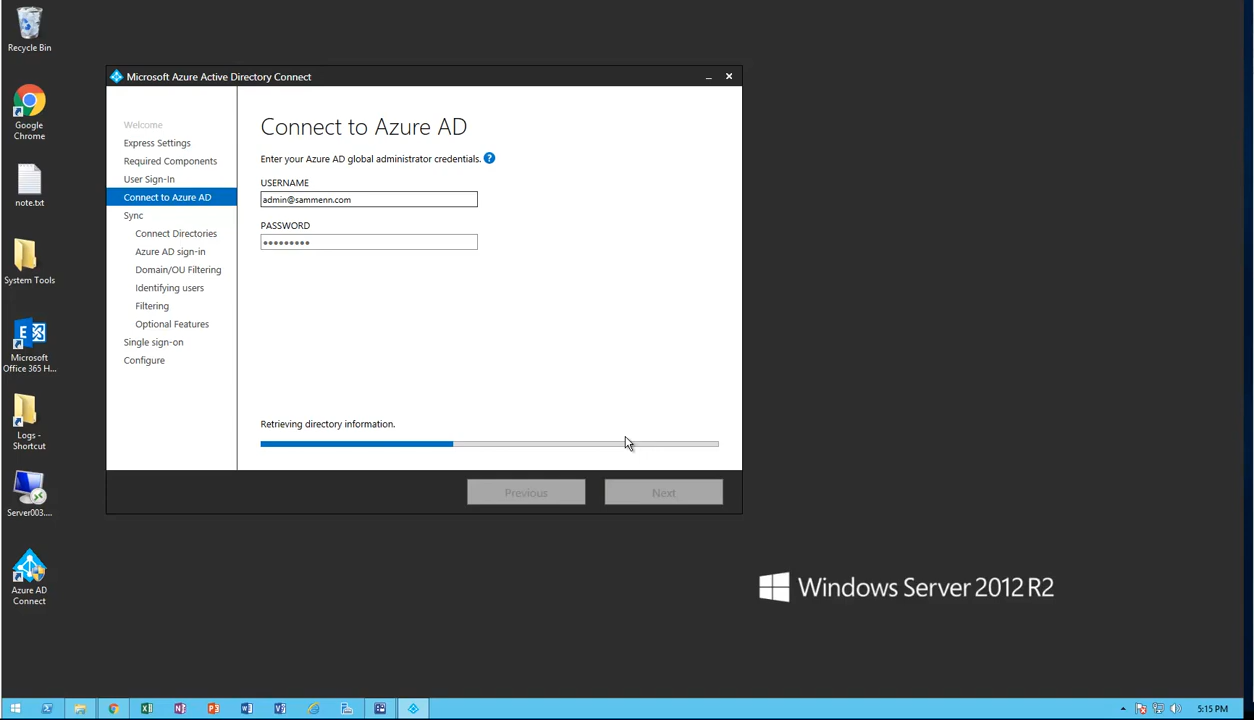 Recycle Bin
Google
Chrome
note.txt
System Tools
Microsoft
Office 365 H...
Logs -
Shortcut
Server003....
Azure AD
Connect
Microsoft Azure Active Directory Connect
Welcome
Express Settings
Required Components
User Sign-In
Connect to Azure AD
Sync
Connect Directories
Azure AD sign-in
Domain/OU Filtering
Identifying users
Filtering
Optional Features
Single sign-on
Configure
Connect to Azure AD
Enter your Azure AD global administrator credentials. ?
USERNAME
admin@sammenn.com
PASSWORD
●●●●●●●●●
Retrieving directory information.
Previous
Next
Windows Server 2012 R2
5:15 PM